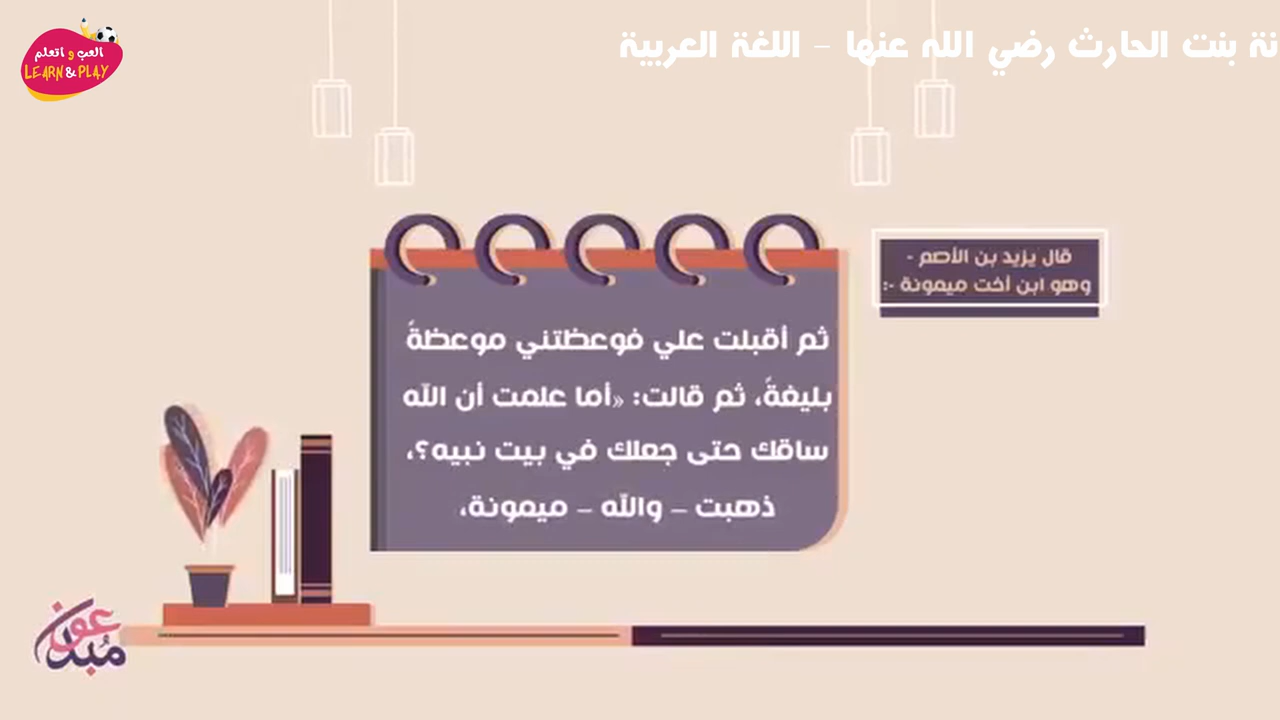 العب و اتعلم
LEARN & PLAY
نة بنت الحارث رضي الله عنها – اللغة العربية
قال يزيد بن الأصم -
وهو ابن أخت ميمونة -:
ثم أقبلت علي فوعظتني موعظةً
بليغةً، ثم قالت: «أما علمت أن الله
ساقك حتى جعلك في بيت نبيه؟،
ذهبت – والله – ميمونة،
مُبدعون